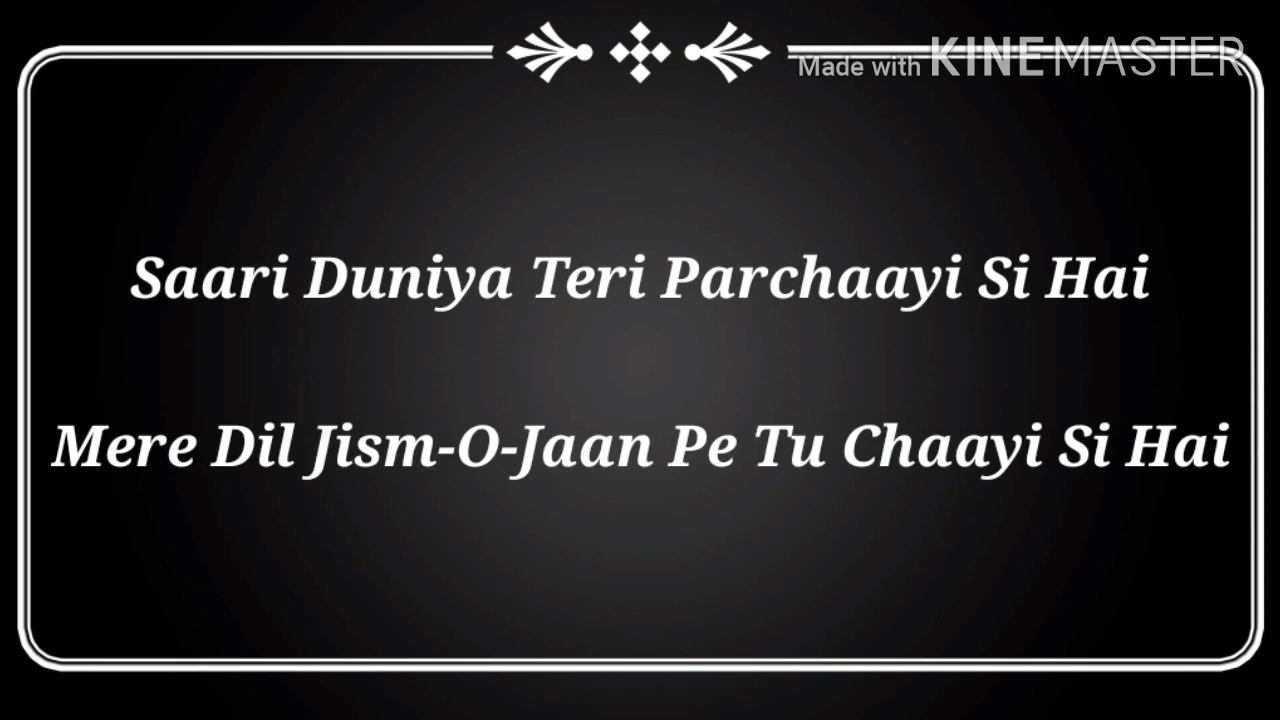 Made with KINEMASTER
Saari Duniya Teri Parchaayi Si Hai
Mere Dil Jism-O-Jaan Pe Tu Chaayi Si Hai